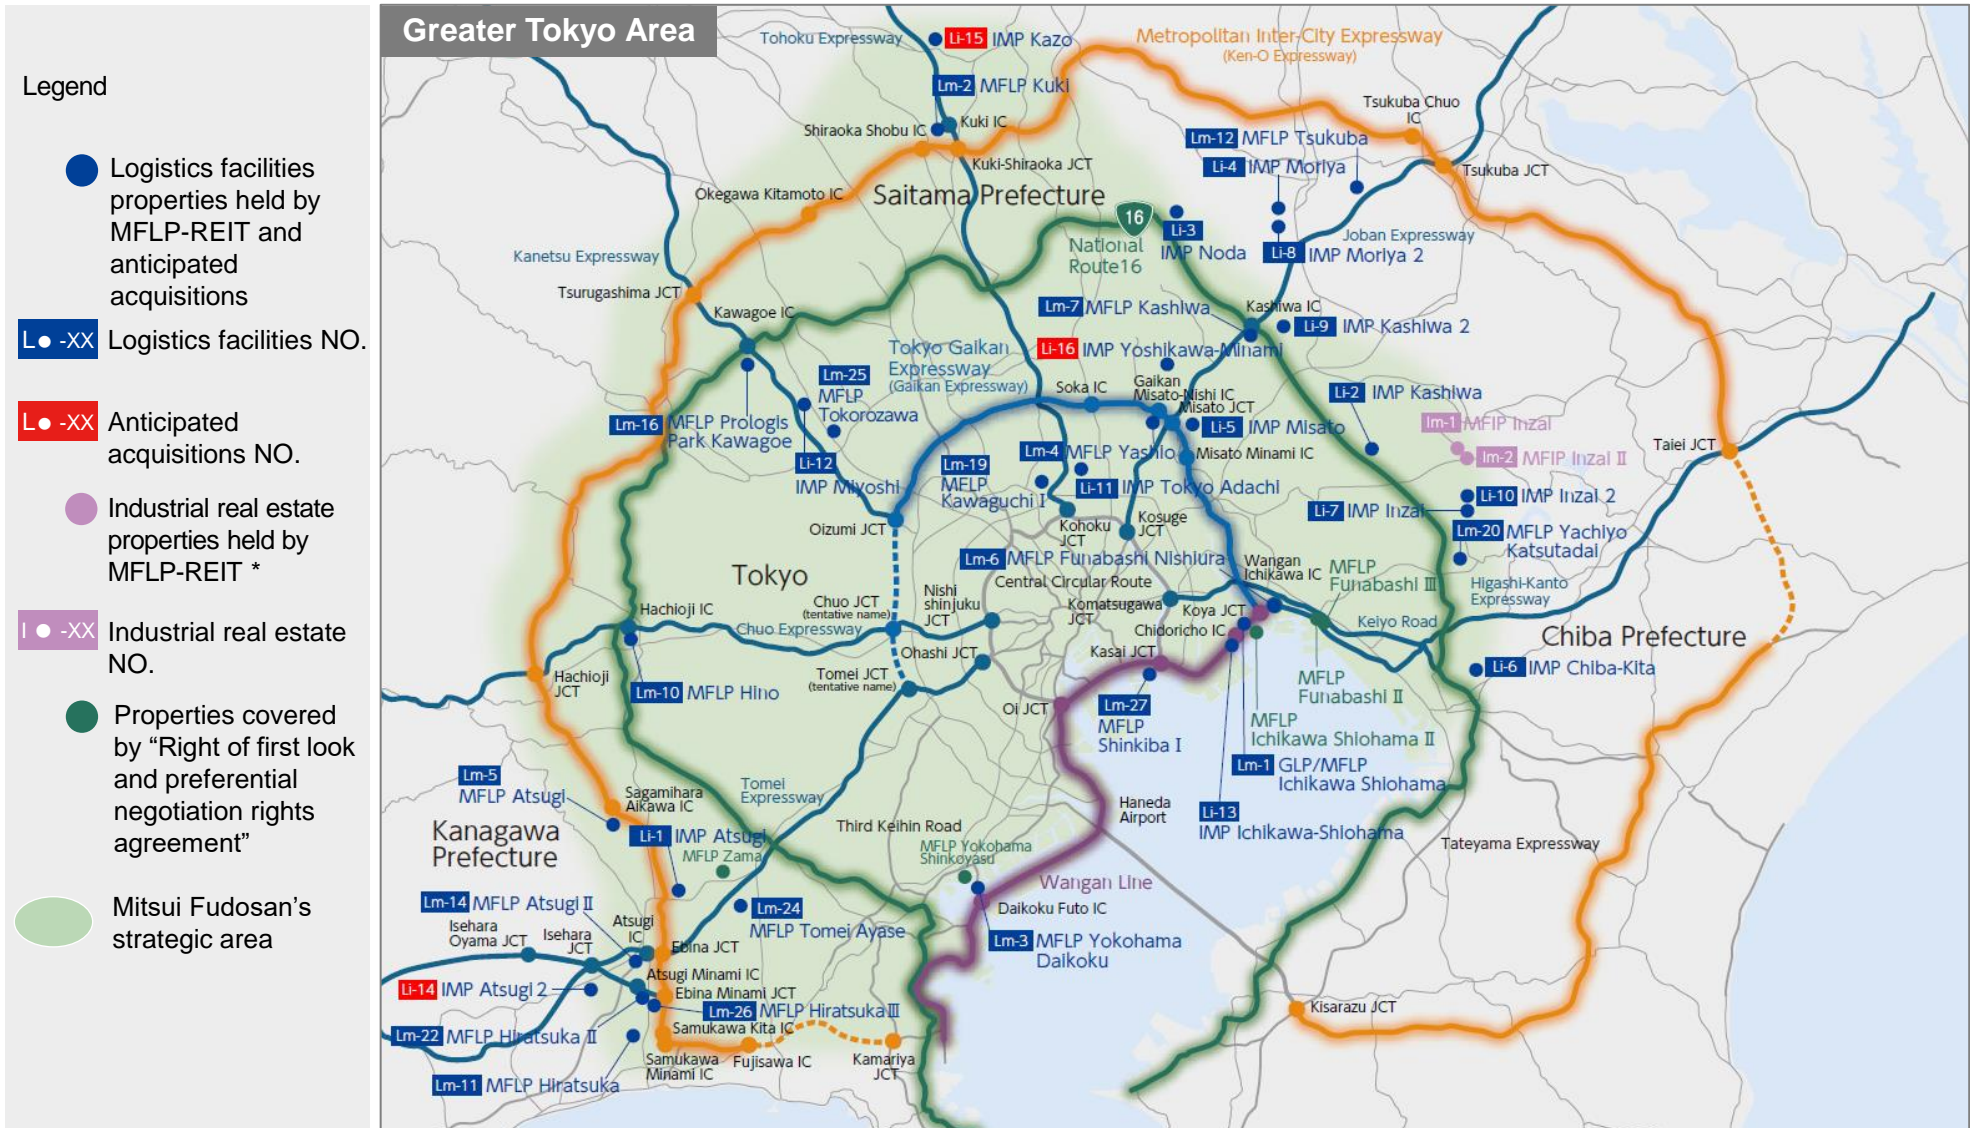 Legend
Logistics facilities
properties held by
MFLP-REIT and
anticipated
acquisitions
L● -XX Logistics facilities NO.
L● -XX Anticipated
acquisitions NO.
Industrial real estate
properties held by
MFLP-REIT *
I ● -XX Industrial real estate
NO.
Properties covered
by “Right of first look
and preferential
negotiation rights
agreement”
Mitsui Fudosan’s
strategic area
Greater Tokyo Area
Tohoku Expressway
Li-15 IMP Kazo
Metropolitan Inter-City Expressway
(Ken-O Expressway)
Lm-2 MFLP Kuki
Tsukuba Chuo
IC
Shiraoka Shobu IC
Kuki IC
Lm-12 MFLP Tsukuba
Kuki-Shiraoka JCT
Li-4 IMP Moriya
Tsukuba JCT
Okegawa Kitamoto IC
Saitama Prefecture
16
National
Route16
Li-3
IMP Noda
Joban Expressway
Li-8 IMP Moriya 2
Kanetsu Expressway
Tsurugashima JCT
Kawagoe IC
Lm-7 MFLP Kashiwa
Kashiwa IC
Li-9 IMP Kashiwa 2
Tokyo Gaikan
Expressway
(Gaikan Expressway)
Li-16 IMP Yoshikawa-Minami
Lm-25
MFLP
Tokorozawa
Soka IC
Gaikan
Misato-Nishi IC
Misato JCT
Li-2 IMP Kashiwa
Lm-16 MFLP Prologis
Park Kawagoe
Li-5 IMP Misato
Im-1 MFIP Inzai
Im-2 MFIP Inzai II
Taiei JCT
Li-12
IMP Miyoshi
Lm-19
MFLP
Kawaguchi I
Lm-4 MFLP Yashio
Misato Minami IC
Li-11 IMP Tokyo Adachi
Li-10 IMP Inzai 2
Li-7 IMP Inzai
Oizumi JCT
Kohoku
JCT
Kosuge
JCT
Lm-20 MFLP Yachiyo
Katsutadai
Lm-6 MFLP Funabashi Nishiura
Wangan
Ichikawa IC
MFLP
Funabashi III
Tokyo
Central Circular Route
Higashi-Kanto
Expressway
Hachioji IC
Chuo JCT
(tentative name)
Nishi
shinjuku
JCT
Komatsugawa
JCT
Koya JCT
Chuo Expressway
Chidoricho IC
Keiyo Road
Chiba Prefecture
Ohashi JCT
Kasai JCT
Hachioji
JCT
Lm-10 MFLP Hino
Tomei JCT
(tentative name)
Li-6 IMP Chiba-Kita
MFLP
Funabashi II
Oi JCT
Lm-27
MFLP
Shinkiba I
MFLP
Ichikawa Shiohama II
Lm-1 GLP/MFLP
Ichikawa Shiohama
Lm-5
MFLP Atsugi
Sagamihara
Aikawa IC
Tomei
Expressway
Haneda
Airport
Li-13
IMP Ichikawa-Shiohama
Kanagawa
Prefecture
Li-1 IMP Atsugi
MFLP Zama
Third Keihin Road
MFLP Yokohama
Shinkoyasu
Tateyama Expressway
Wangan Line
Lm-14 MFLP Atsugi II
Daikoku Futo IC
Lm-24
MFLP Tomei Ayase
Isehara
Oyama JCT
Isehara
JCT
Atsugi
IC
Ebina JCT
Lm-3 MFLP Yokohama
Daikoku
Li-14 IMP Atsugi 2
Atsugi Minami IC
Ebina Minami JCT
Lm-26 MFLP Hiratsuka III
Kisarazu JCT
Lm-22 MFLP Hiratsuka II
Samukawa Kita IC
Samukawa
Minami IC
Fujisawa IC
Kamariya
JCT
Lm-11 MFLP Hiratsuka